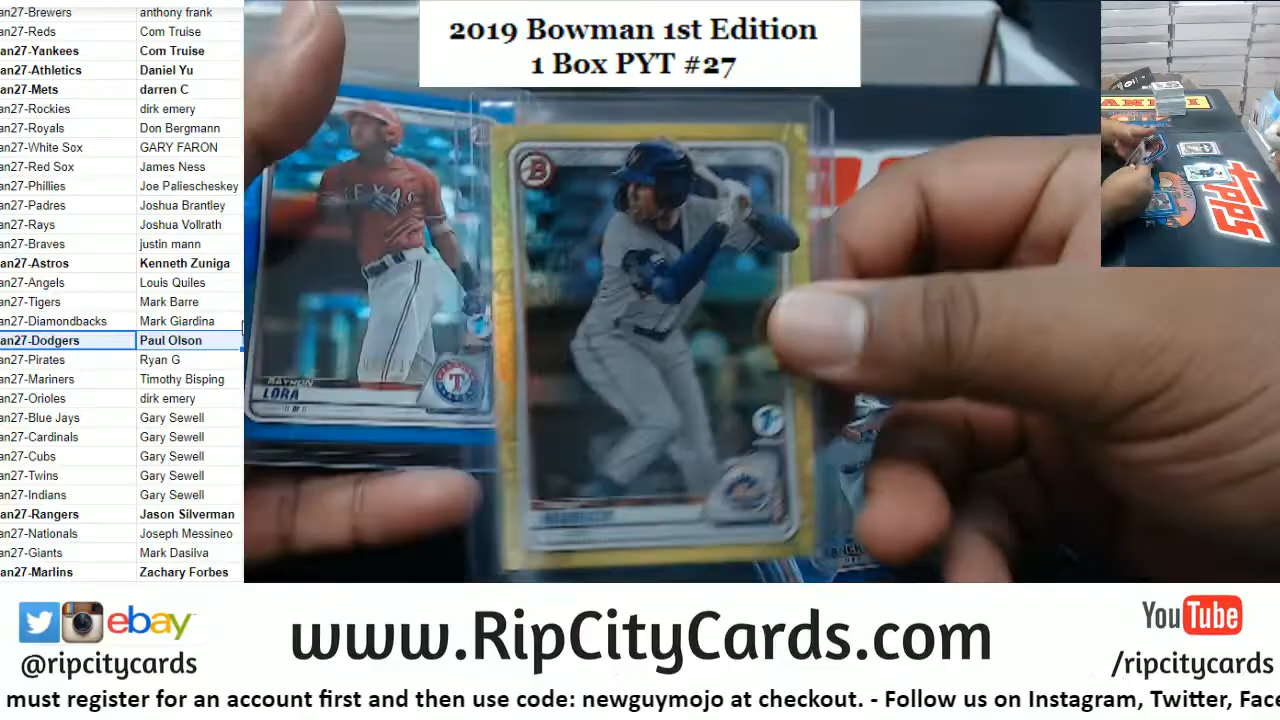 an27-Brewers anthony frank
an27-Reds Com Truise
an27-Yankees Com Truise
an27-Athletics Daniel Yu
an27-Mets darren C
an27-Rockies dirk emery
an27-Royals Don Bergmann
an27-White Sox GARY FARON
an27-Red Sox James Ness
an27-Phillies Joe Paliescheskey
an27-Padres Joshua Brantley
an27-Rays Joshua Vollrath
an27-Braves justin mann
an27-Astros Kenneth Zuniga
an27-Angels Louis Quiles
an27-Tigers Mark Barre
an27-Diamondbacks Mark Giardina
an27-Dodgers Paul Olson
an27-Pirates Ryan G
an27-Mariners Timothy Bisping
an27-Orioles dirk emery
an27-Blue Jays Gary Sewell
an27-Cardinals Gary Sewell
an27-Cubs Gary Sewell
an27-Twins Gary Sewell
an27-Indians Gary Sewell
an27-Rangers Jason Silverman
an27-Nationals Joseph Messineo
an27-Giants Mark Dasilva
an27-Marlins Zachary Forbes
2019 Bowman 1st Edition
1 Box PYT #27
TEXAS
LORA
B
PANINI
Topps
ebay
@ripcitycards
www.RipCityCards.com
YouTube
/ripcitycards
must register for an account first and then use code: newguymojo at checkout. - Follow us on Instagram, Twitter, Face